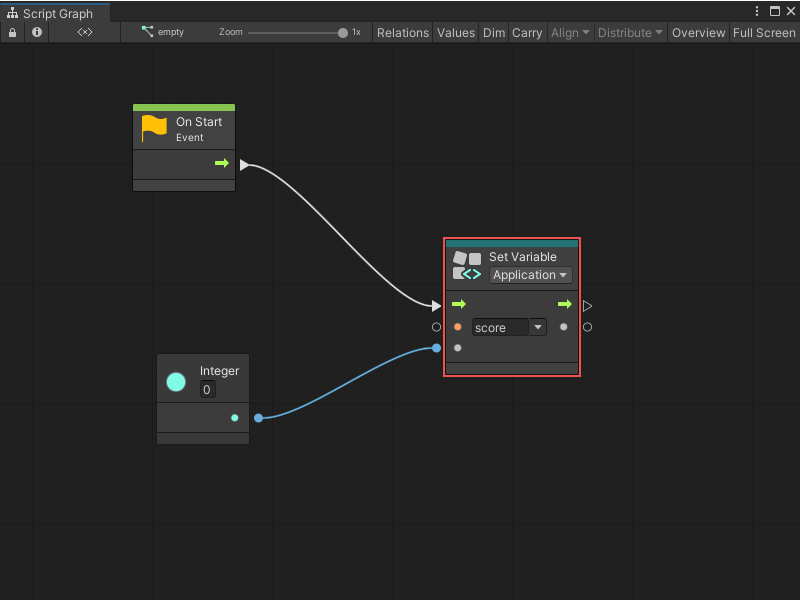 Script Graph
<×> empty Zoom 1x Relations Values Dim Carry Align Distribute Overview Full Screen
On Start
Event
Set Variable
Application
score
Integer
0